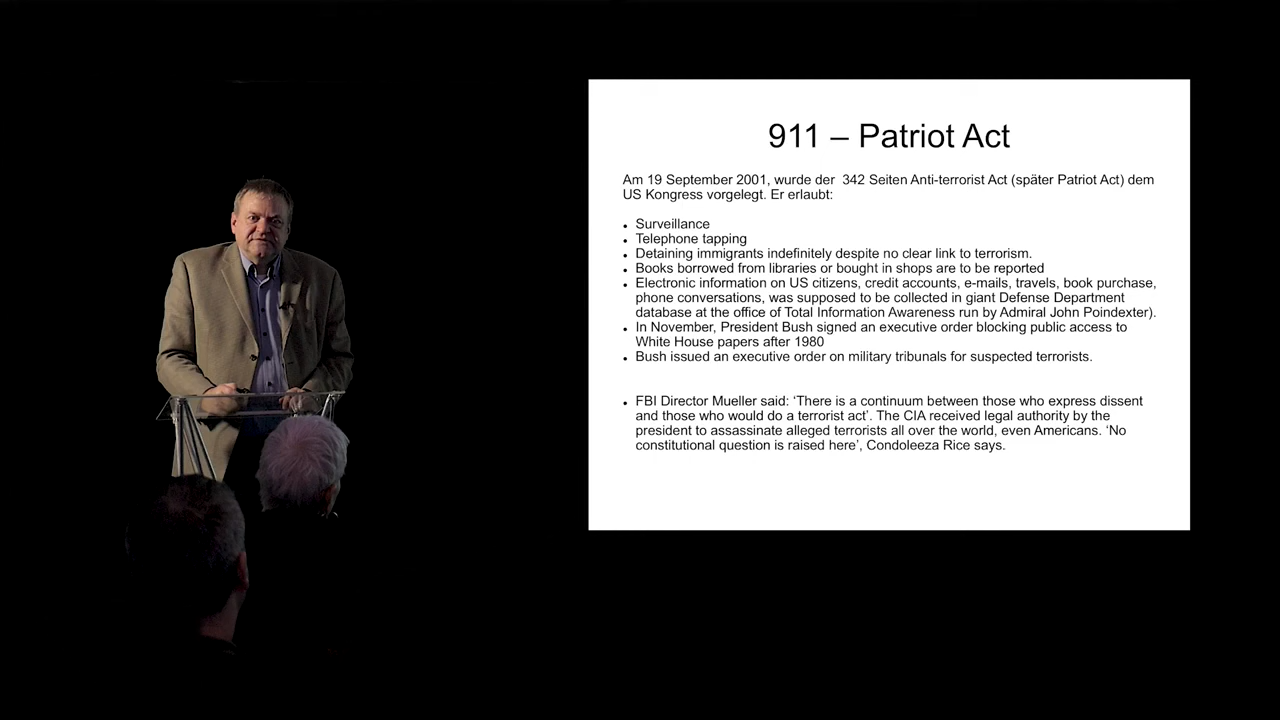 911 – Patriot Act
Am 19 September 2001, wurde der  342 Seiten Anti-terrorist Act (später Patriot Act) dem
US Kongress vorgelegt. Er erlaubt:
• Surveillance
• Telephone tapping
• Detaining immigrants indefinitely despite no clear link to terrorism.
• Books borrowed from libraries or bought in shops are to be reported
• Electronic information on US citizens, credit accounts, e-mails, travels, book purchase,
phone conversations, was supposed to be collected in giant Defense Department
database at the office of Total Information Awareness run by Admiral John Poindexter).
• In November, President Bush signed an executive order blocking public access to
White House papers after 1980
• Bush issued an executive order on military tribunals for suspected terrorists.
• FBI Director Mueller said: ‘There is a continuum between those who express dissent
and those who would do a terrorist act’. The CIA received legal authority by the
president to assassinate alleged terrorists all over the world, even Americans. ‘No
constitutional question is raised here’, Condoleeza Rice says.